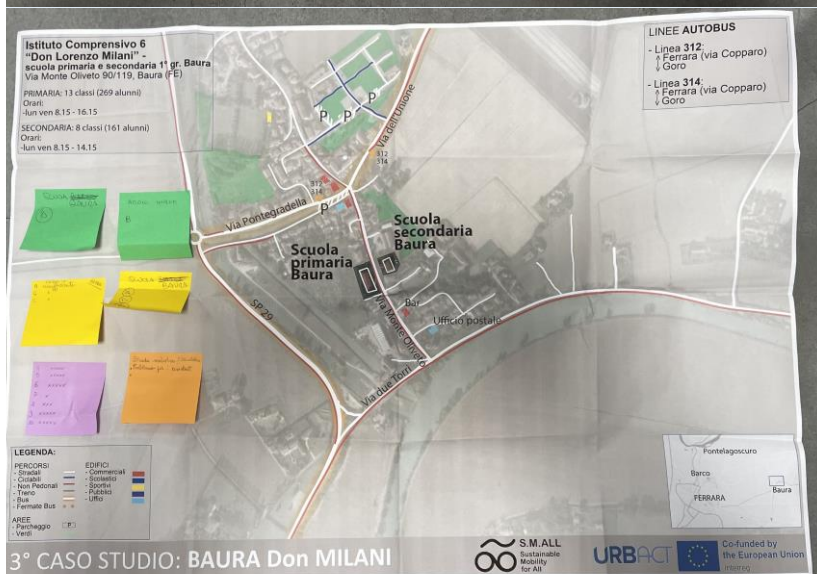 Istituto Comprensivo 6
"Don Lorenzo Milani" -
scuola primaria e secondaria 1° gr. Baura
Via Monte Oliveto 90/119, Baura (FE)
PRIMARIA: 13 classi (269 alunni)
Orari:
-lun ven 8.15 - 16.15
SECONDARIA: 8 classi (161 alunni)
Orari:
-lun ven 8.15 - 14.15
LINEE AUTOBUS
- Linea 312:
Ferrara (via Copparo)
Goro
- Linea 314:
Ferrara (via Copparo)
Goro
P
P
P
Via dell'Unione
312
314
312
314
P
Via Pontegradella
Scuola
secondaria
Baura
Scuola
primaria
Baura
SP 29
Via Monte Oliveto
Bar
Ufficio postale
Via due Torri
LEGENDA:
PERCORSI
- Stradali
- Ciclabili
- Non Pedonali
- Treno
- Bus
- Fermate Bus
AREE
- Parcheggio P
- Verdi
EDIFICI
- Commerciali
- Scolastici
- Sportivi
- Pubblici
- Uffici
Pontelagoscuro
Barco
FERRARA
Baura
3° CASO STUDIO: BAURA Don MILANI
S.M.ALL
Sustainable
Mobility
for All
URBACT
Co-funded by
the European Union
Interreg